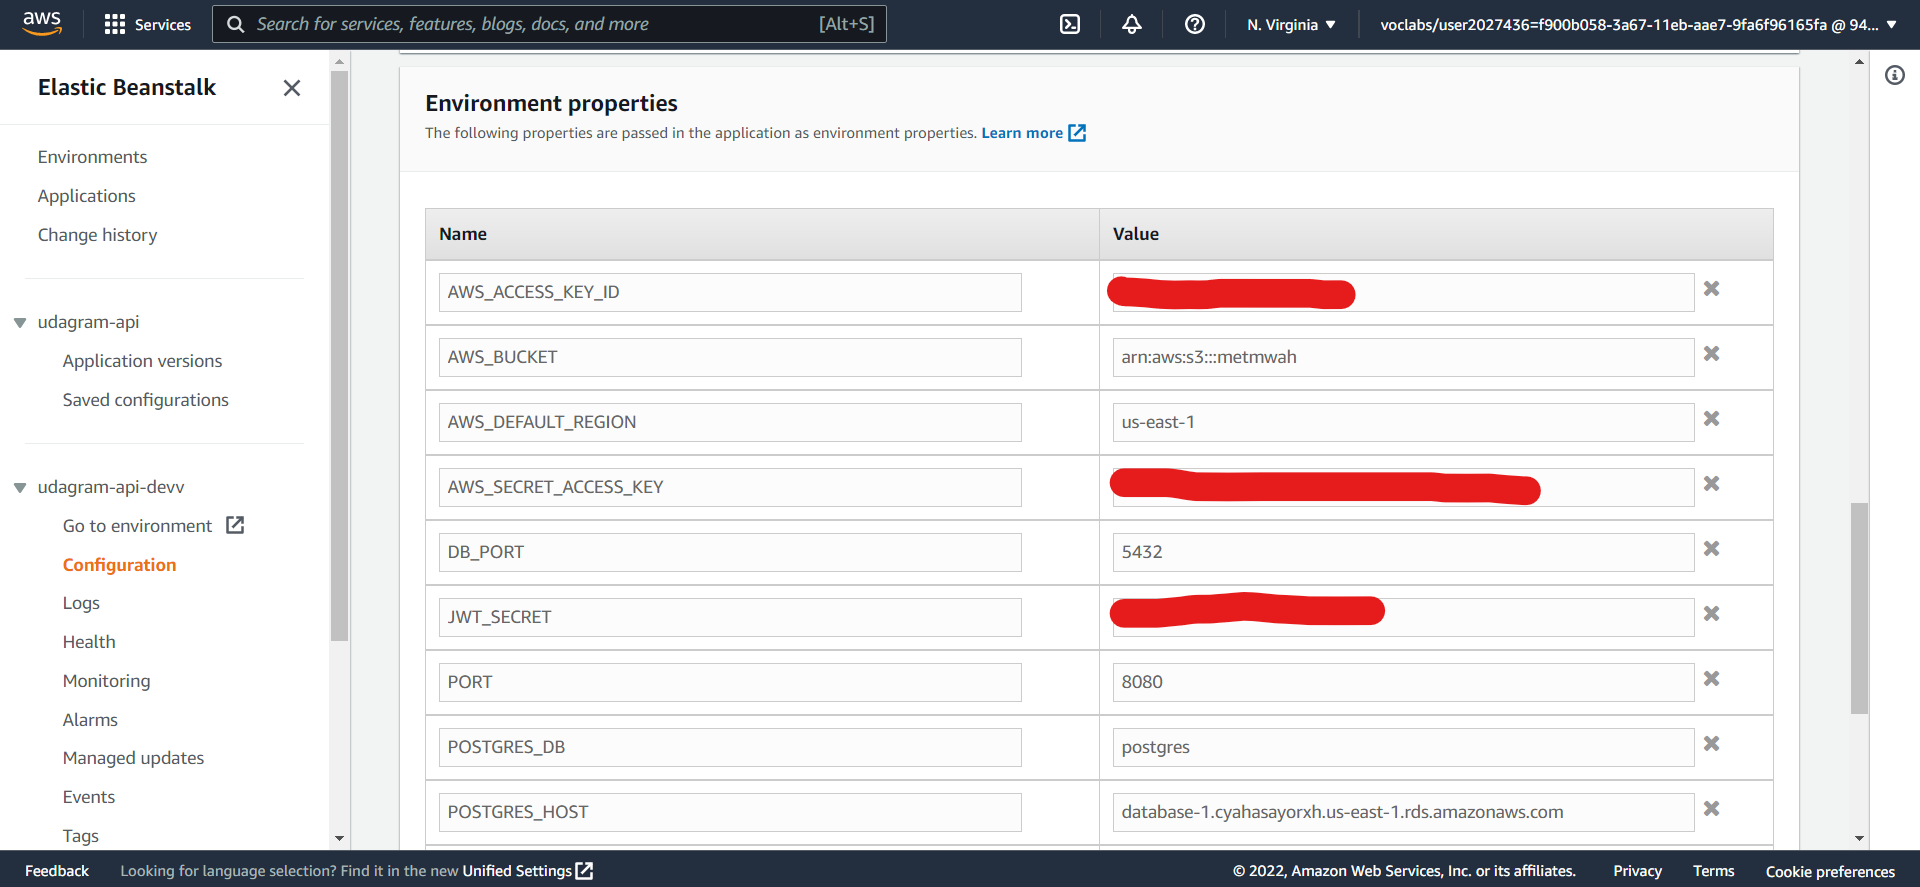 aws
Services
Search for services, features, blogs, docs, and more
[Alt+S]
N. Virginia
voclabs/user2027436=f900b058-3a67-11eb-aae7-9fa6f96165fa @ 94...
Elastic Beanstalk
Environments
Applications
Change history
udagram-api
Application versions
Saved configurations
udagram-api-devv
Go to environment
Configuration
Logs
Health
Monitoring
Alarms
Managed updates
Events
Tags
Environment properties
The following properties are passed in the application as environment properties. Learn more
Name Value
AWS_ACCESS_KEY_ID
AWS_BUCKET arn:aws:s3:::metmwah
AWS_DEFAULT_REGION us-east-1
AWS_SECRET_ACCESS_KEY
DB_PORT 5432
JWT_SECRET
PORT 8080
POSTGRES_DB postgres
POSTGRES_HOST database-1.cyahasayorxh.us-east-1.rds.amazonaws.com
Feedback
Looking for language selection? Find it in the new Unified Settings
© 2022, Amazon Web Services, Inc. or its affiliates.
Privacy
Terms
Cookie preferences